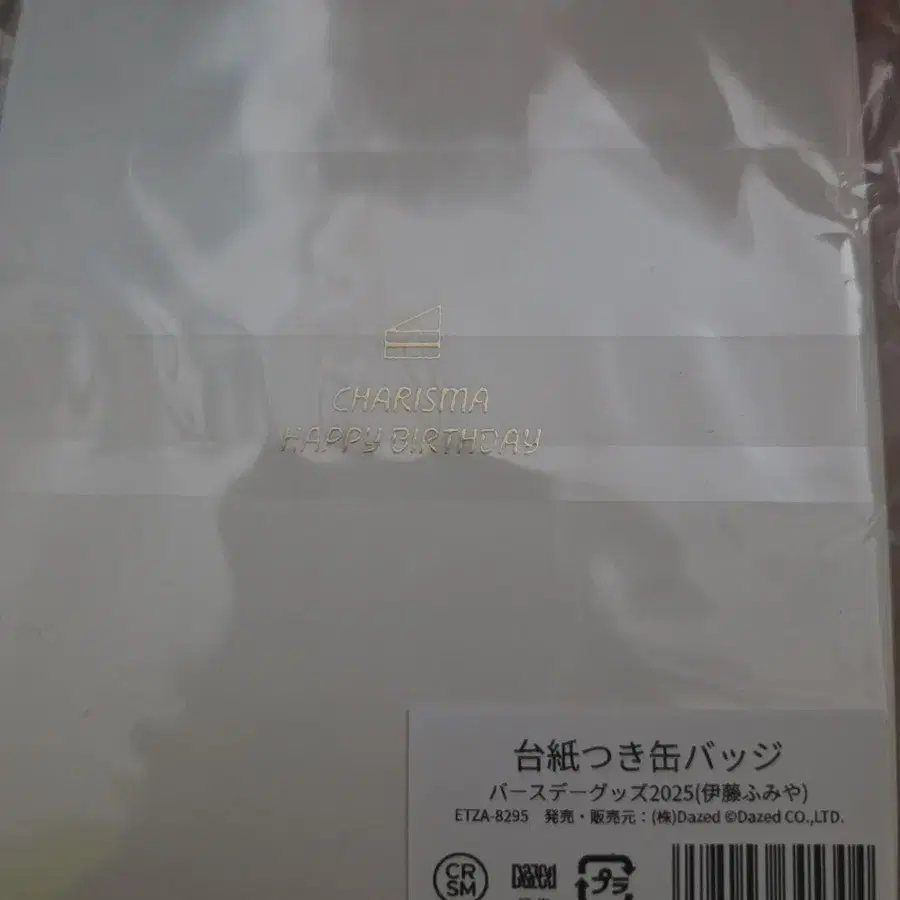 CHARISMA
HAPPY BIRTHDAY
台紙つき缶バッジ
バースデーグッズ2025(伊藤ふみや)
ETZA-8295 発売・販売元:(株)Dazed ©Dazed CO.,LTD.
CR
SM
Dazed
プラ